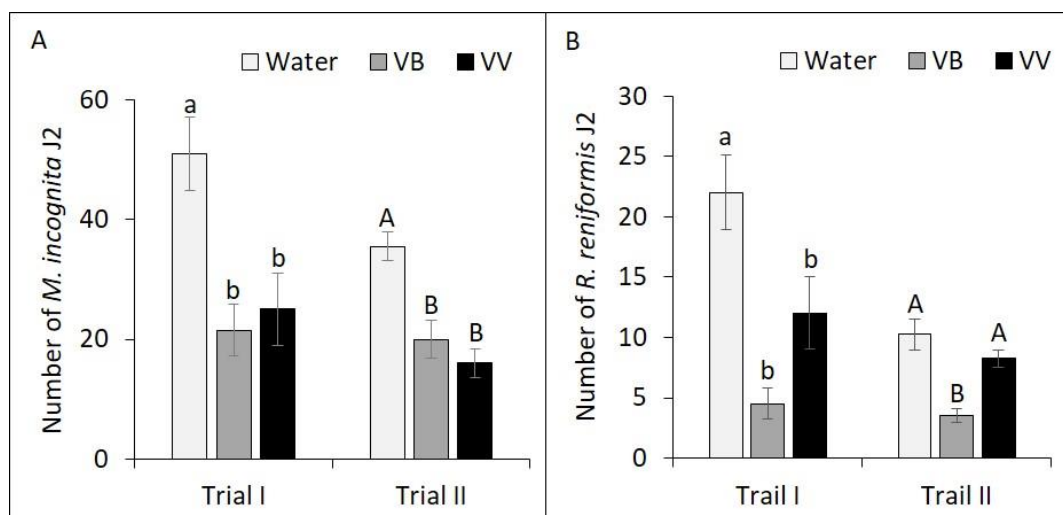 A
Water VB VV
Number of M. incognita J2
60
40
20
0
a
b
b
A
B
B
Trial I Trial II
B
Water VB VV
Number of R. reniformis J2
30
25
20
15
10
5
0
a
b
b
A
B
A
Trail I Trail II